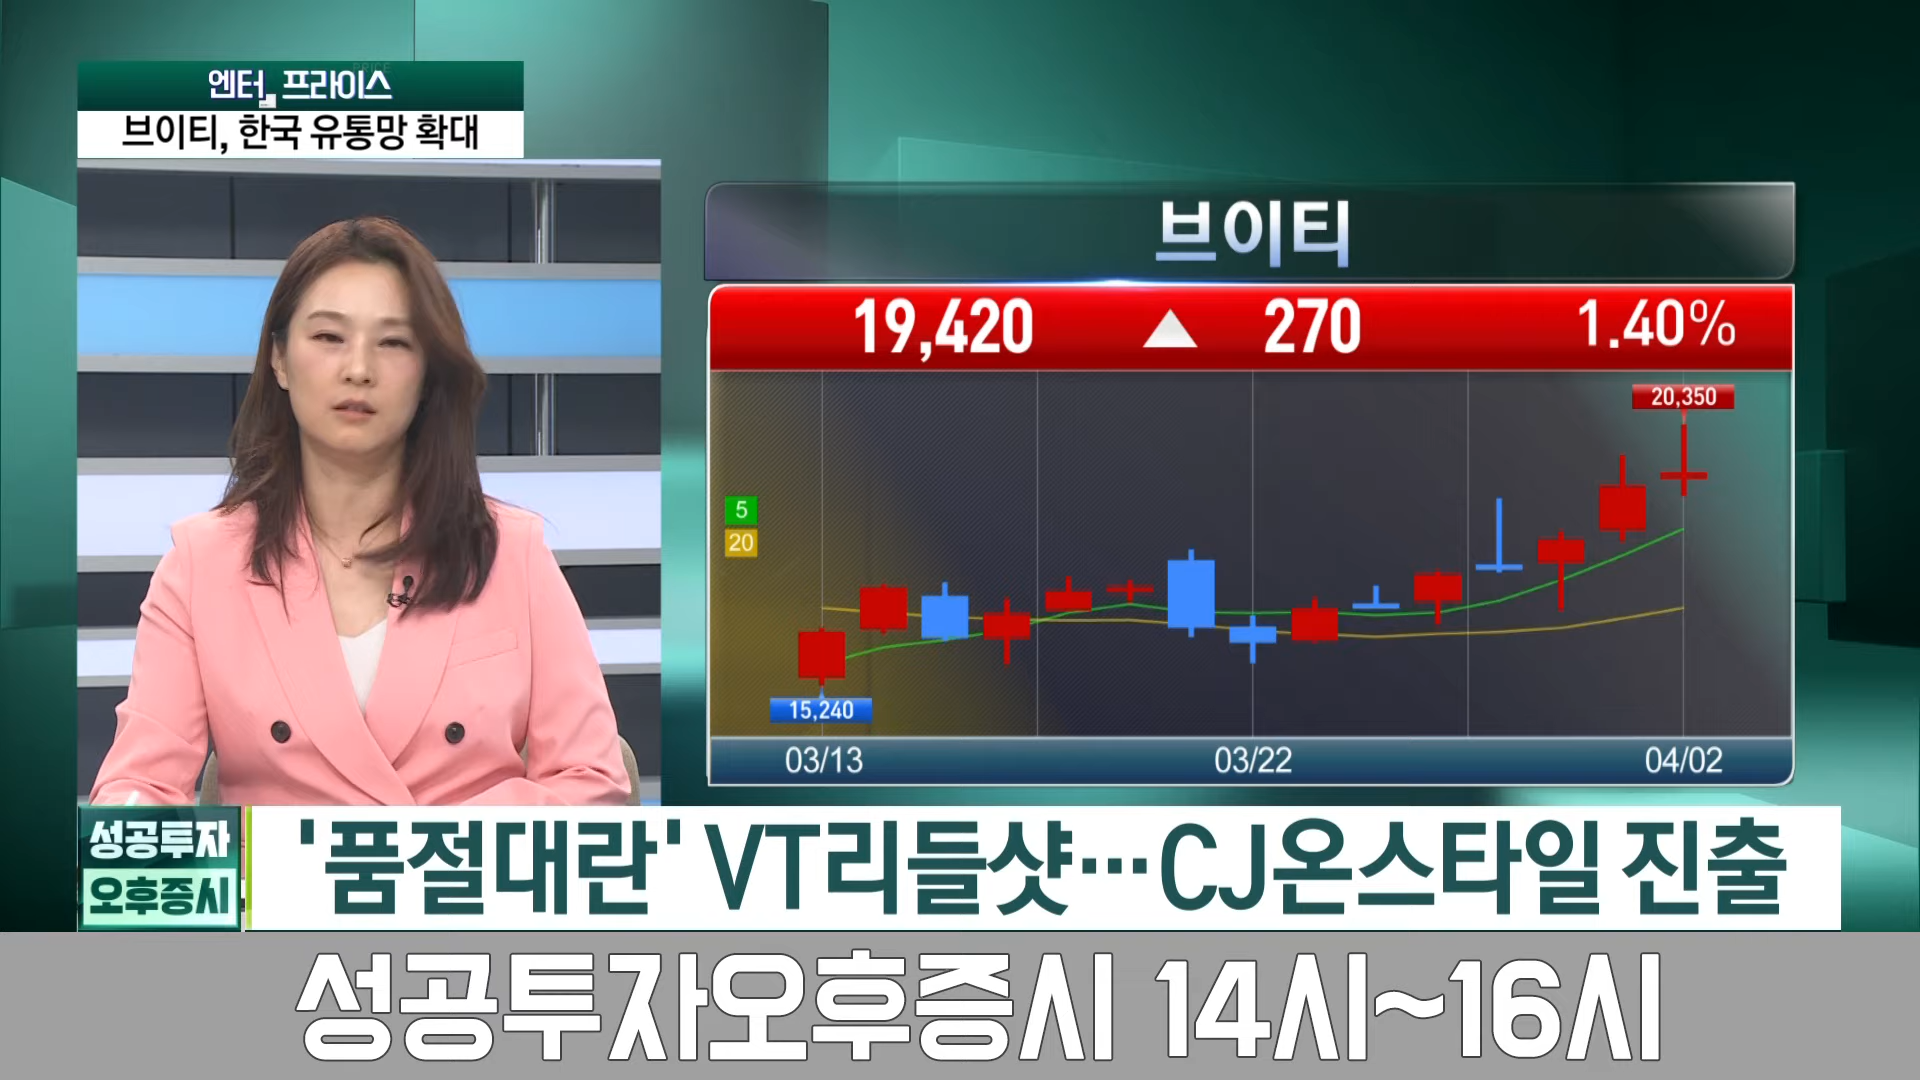 PRICE
엔터, 프라이스
브이티, 한국 유통망 확대
브이티
19,420 ▲ 270 1.40%
20,350
5
20
15,240
03/13 03/22 04/02
성공투자
오후증시
'품절대란' VT리들샷…CJ온스타일 진출
성공투자오후증시 14시~16시